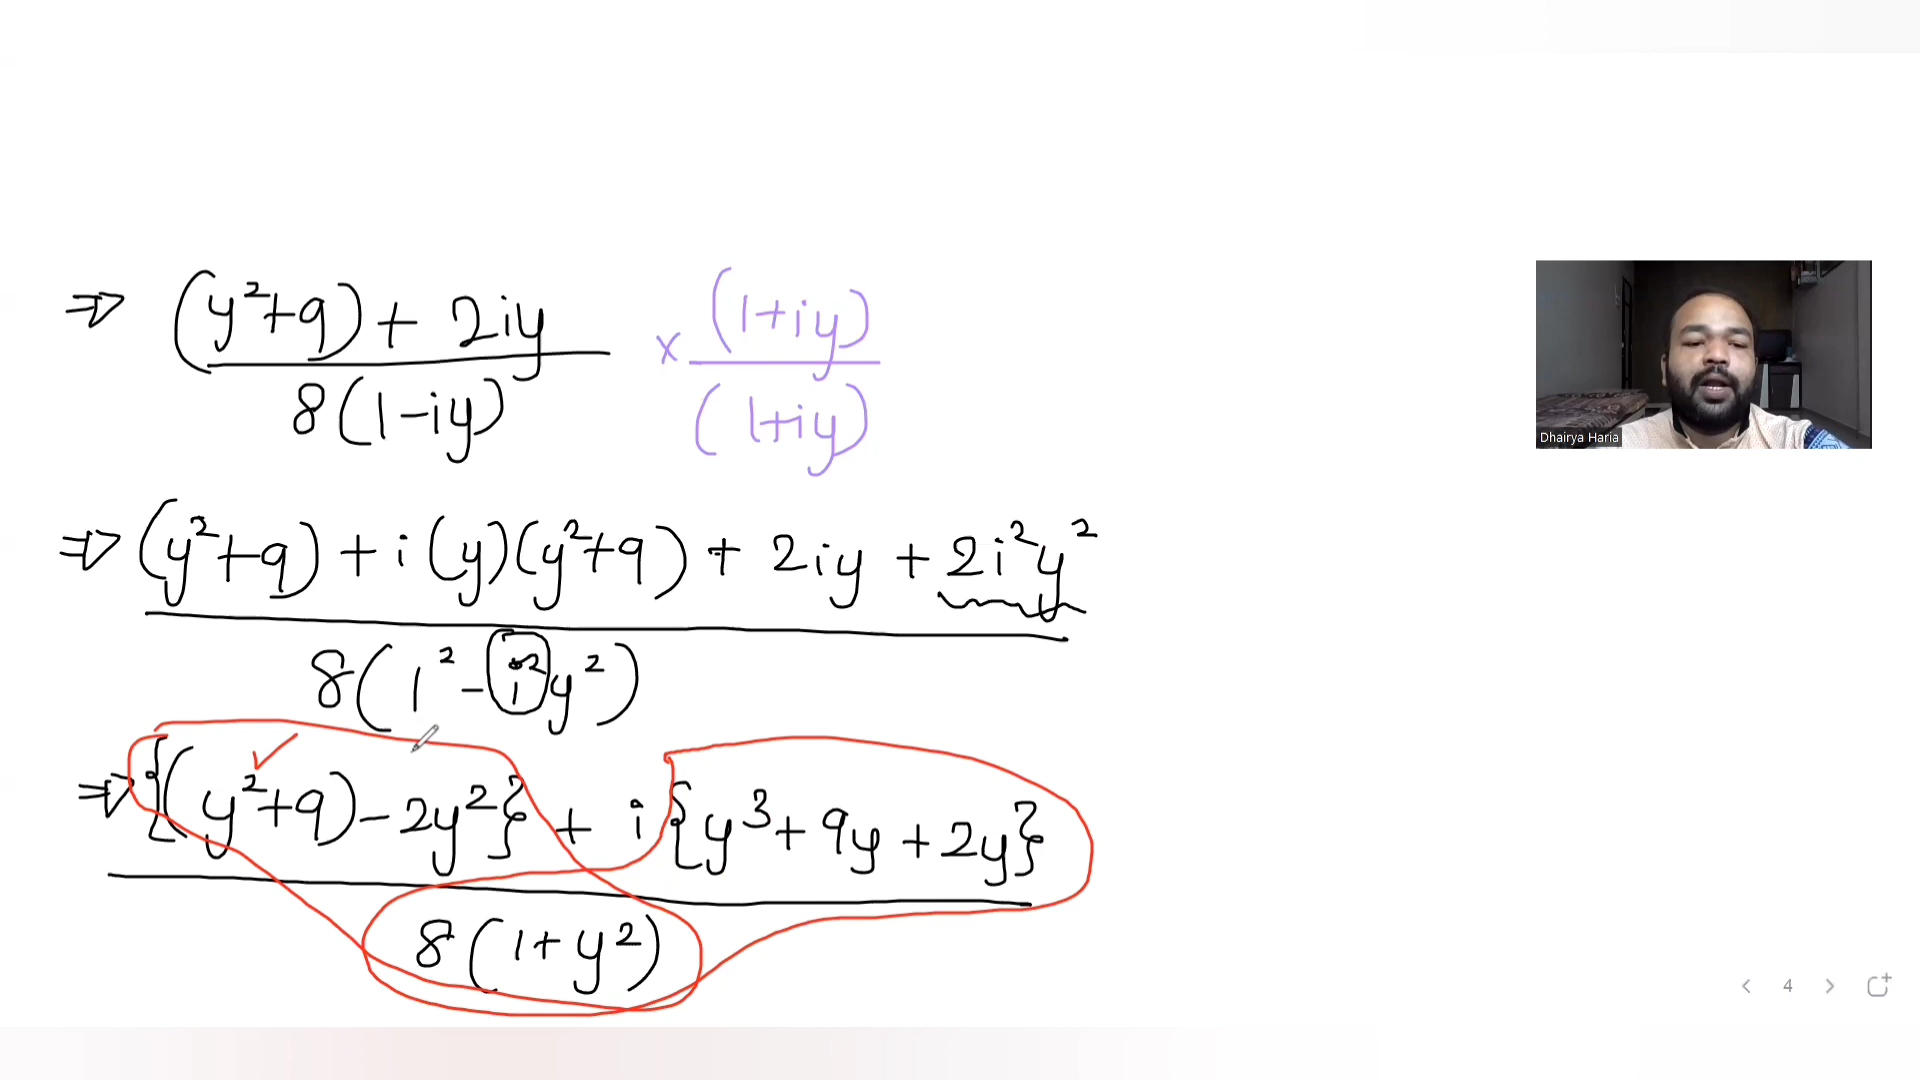 ⇒ (y²+9) + 2iy / 8(1-iy) × (1+iy) / (1+iy)
⇒ (y²+9) + i(y)(y²+9) + 2iy + 2i²y² / 8(1² - i²y²)
⇒ {(y²+9) - 2y²} + i{y³ + 9y + 2y} / 8(1+y²)
Dhairya Haria
4